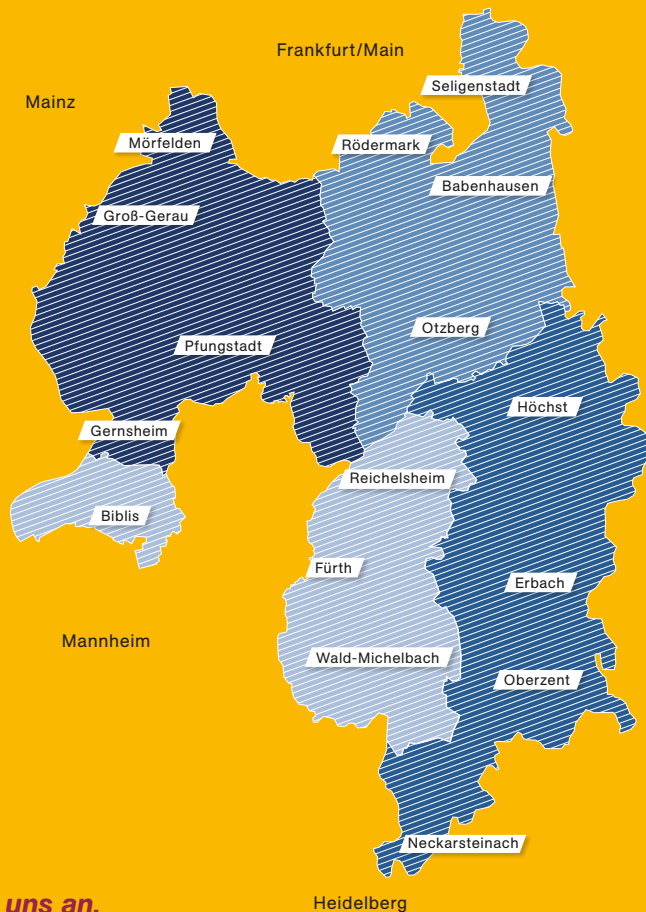 Frankfurt/Main
Seligenstadt
Mainz
Mörfelden
Rödermark
Babenhausen
Groß-Gerau
Otzberg
Pfungstadt
Höchst
Gernsheim
Reichelsheim
Biblis
Fürth
Erbach
Mannheim
Wald-Michelbach
Oberzent
Neckarsteinach
uns an.
Heidelberg